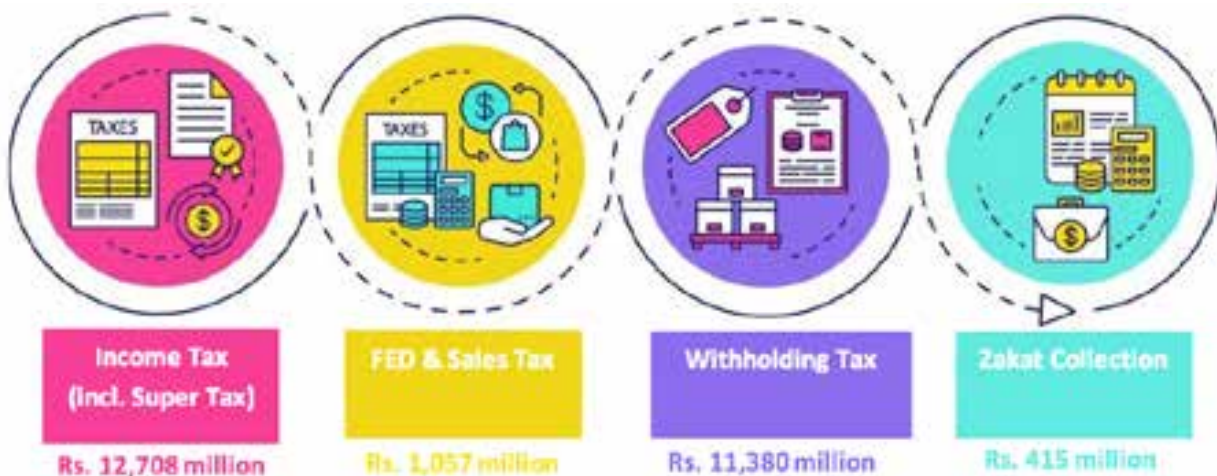 TAXES
TAXES
Income Tax
(incl. Super Tax)
FED & Sales Tax
Withholding Tax
Zakat Collection
Rs. 12,708 million
Rs. 1,057 million
Rs. 11,380 million
Rs. 415 million